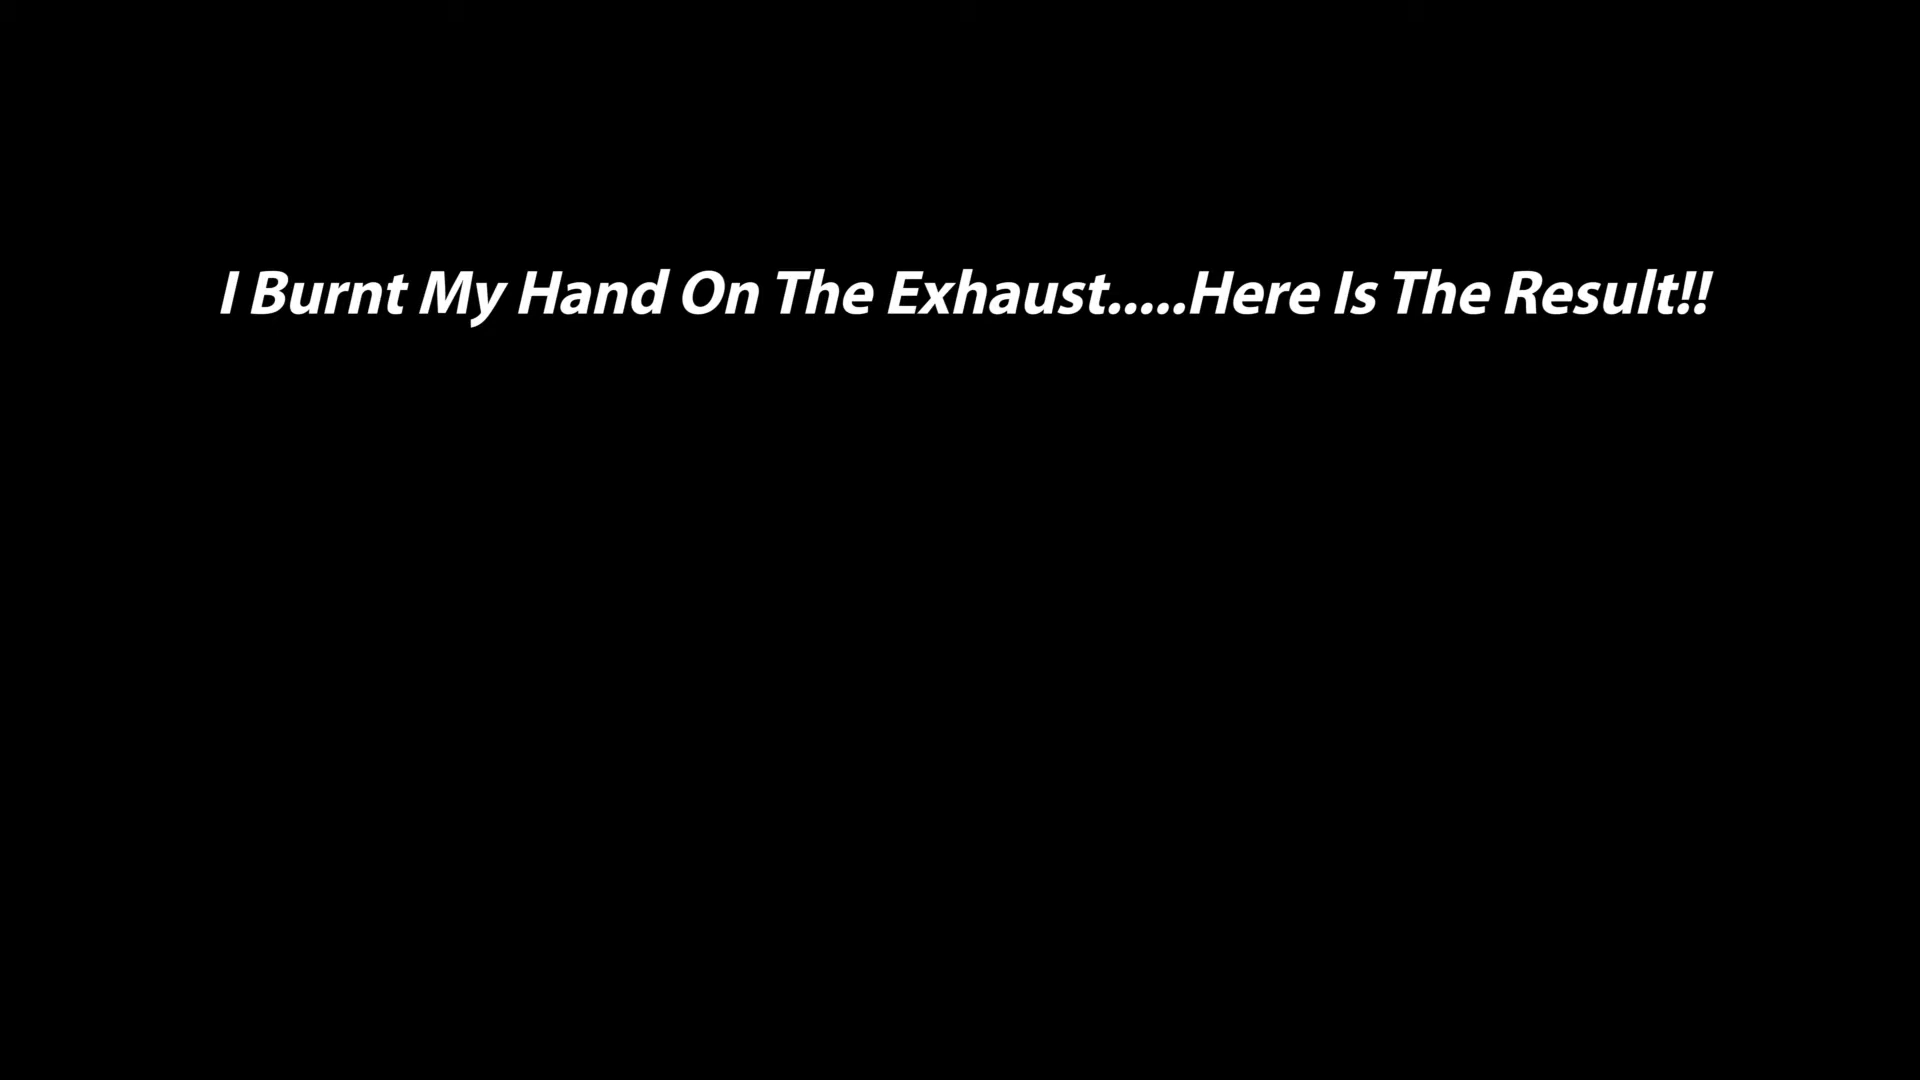 I Burnt My Hand On The Exhaust.....Here Is The Result!!